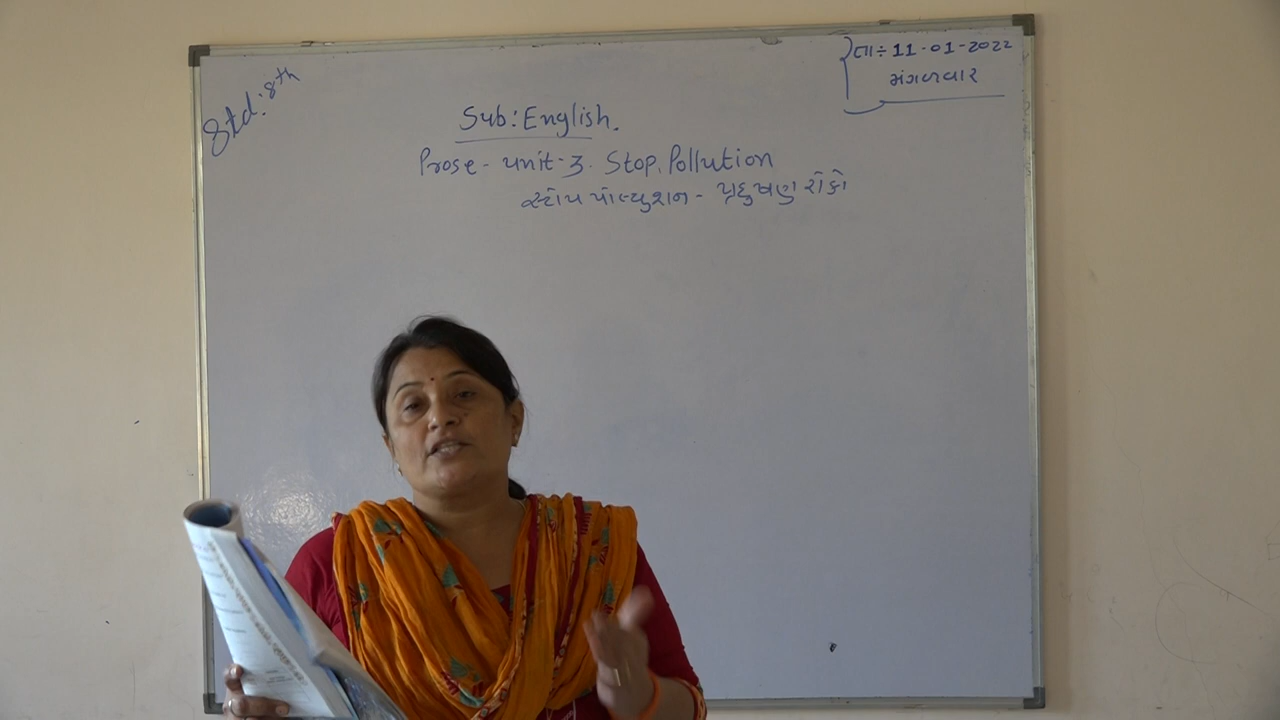 Std: 8th
તા÷ 11-01-2022
મંગળવાર
Sub: English.
Prose - unit-3. Stop. Pollution
સ્ટોપ પોલ્યુશન - પ્રદુષણ રોકો